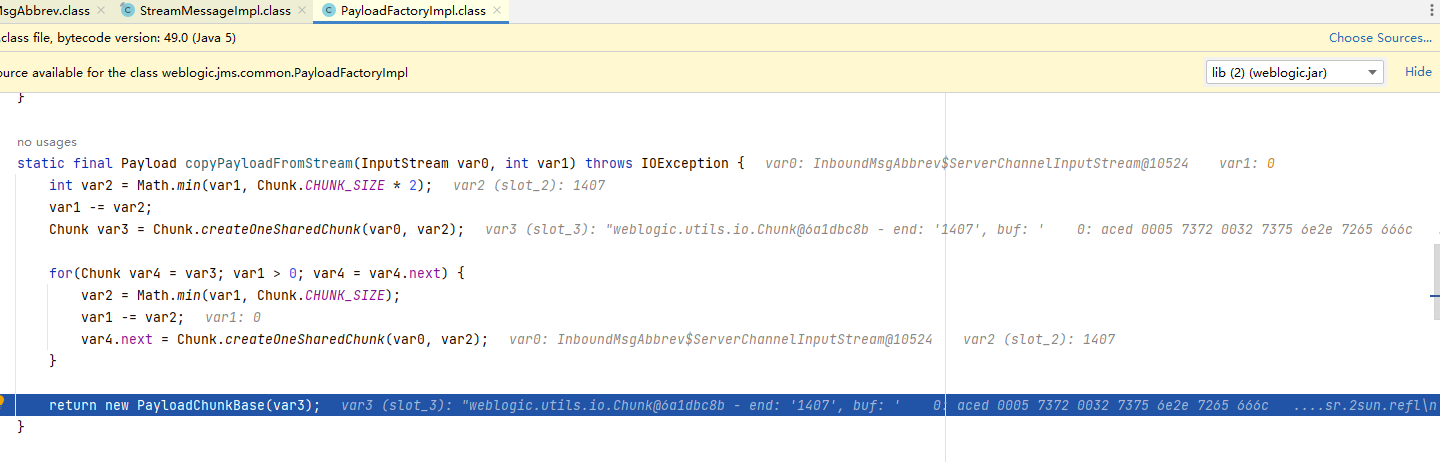 MsgAbbrev.class StreamMessageImpl.class PayloadFactoryImpl.class
.class file, bytecode version: 49.0 (Java 5) Choose Sources...
ource available for the class weblogic.jms.common.PayloadFactoryImpl lib (2) (weblogic.jar) Hide
}
no usages
static final Payload copyPayloadFromStream(InputStream var0, int var1) throws IOException { var0: InboundMsgAbbrev$ServerChannelInputStream@10524 var1: 0
int var2 = Math.min(var1, Chunk.CHUNK_SIZE * 2); var2 (slot_2): 1407
var1 -= var2;
Chunk var3 = Chunk.createOneSharedChunk(var0, var2); var3 (slot_3): "weblogic.utils.io.Chunk@6a1dbc8b - end: '1407', buf: ' 0: aced 0005 7372 0032 7375 6e2e 7265 666c
for(Chunk var4 = var3; var1 > 0; var4 = var4.next) {
var2 = Math.min(var1, Chunk.CHUNK_SIZE);
var1 -= var2; var1: 0
var4.next = Chunk.createOneSharedChunk(var0, var2); var0: InboundMsgAbbrev$ServerChannelInputStream@10524 var2 (slot_2): 1407
}
return new PayloadChunkBase(var3); var3 (slot_3): "weblogic.utils.io.Chunk@6a1dbc8b - end: '1407', buf: ' 0: aced 0005 7372 0032 7375 6e2e 7265 666c ....sr.2sun.refl\n
}